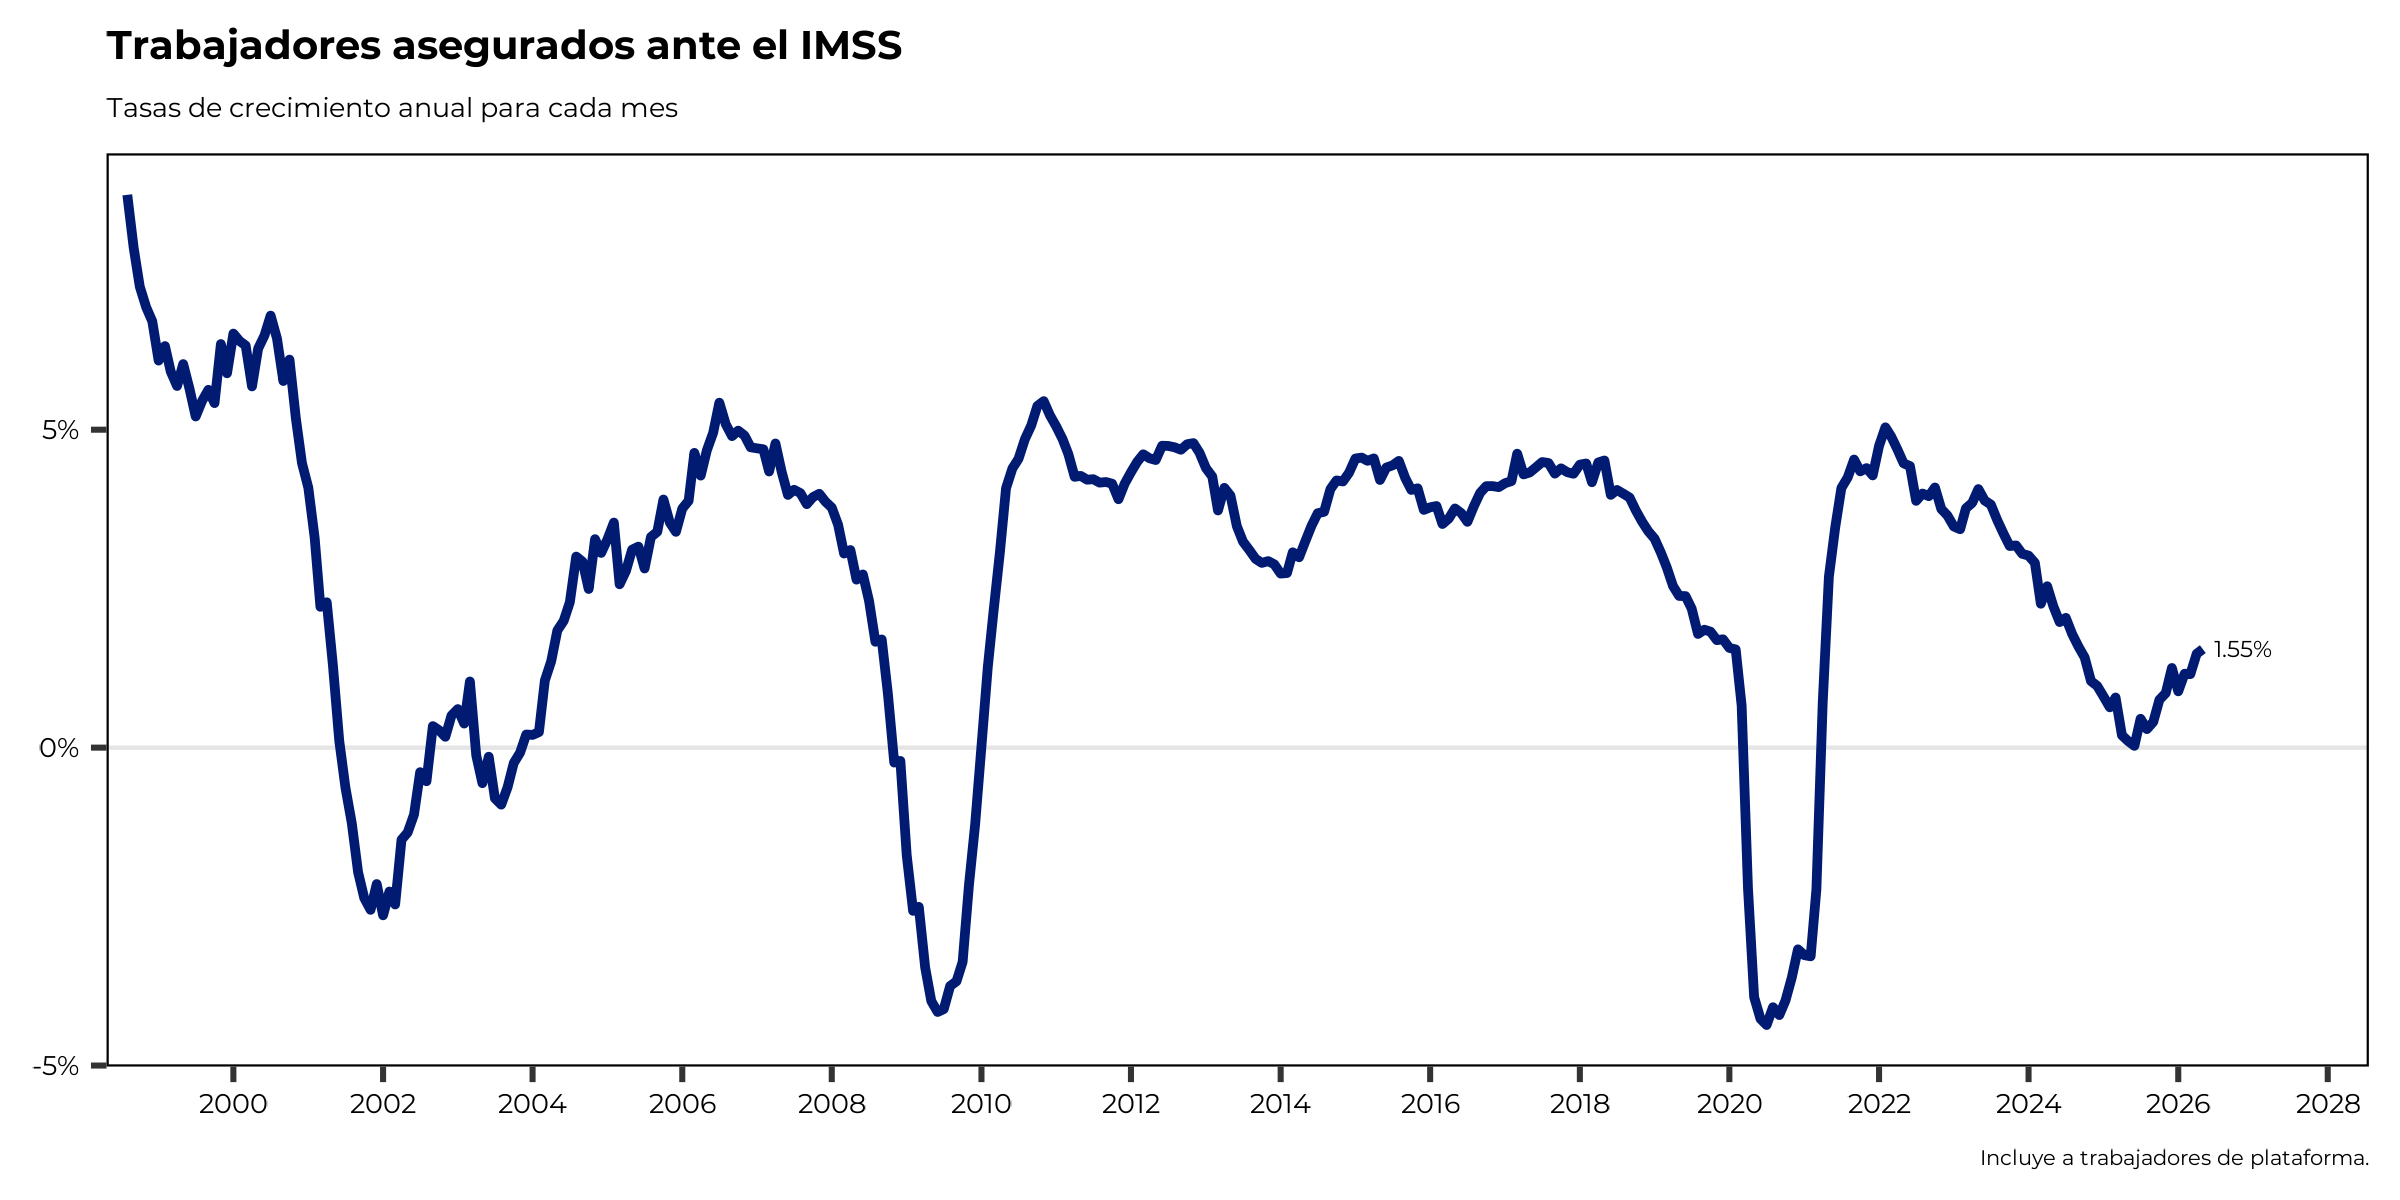 Trabajadores asegurados ante el IMSS
Tasas de crecimiento anual para cada mes
5%
0%
-5%
1.55%
2000 2002 2004 2006 2008 2010 2012 2014 2016 2018 2020 2022 2024 2026 2028
Incluye a trabajadores de plataforma.